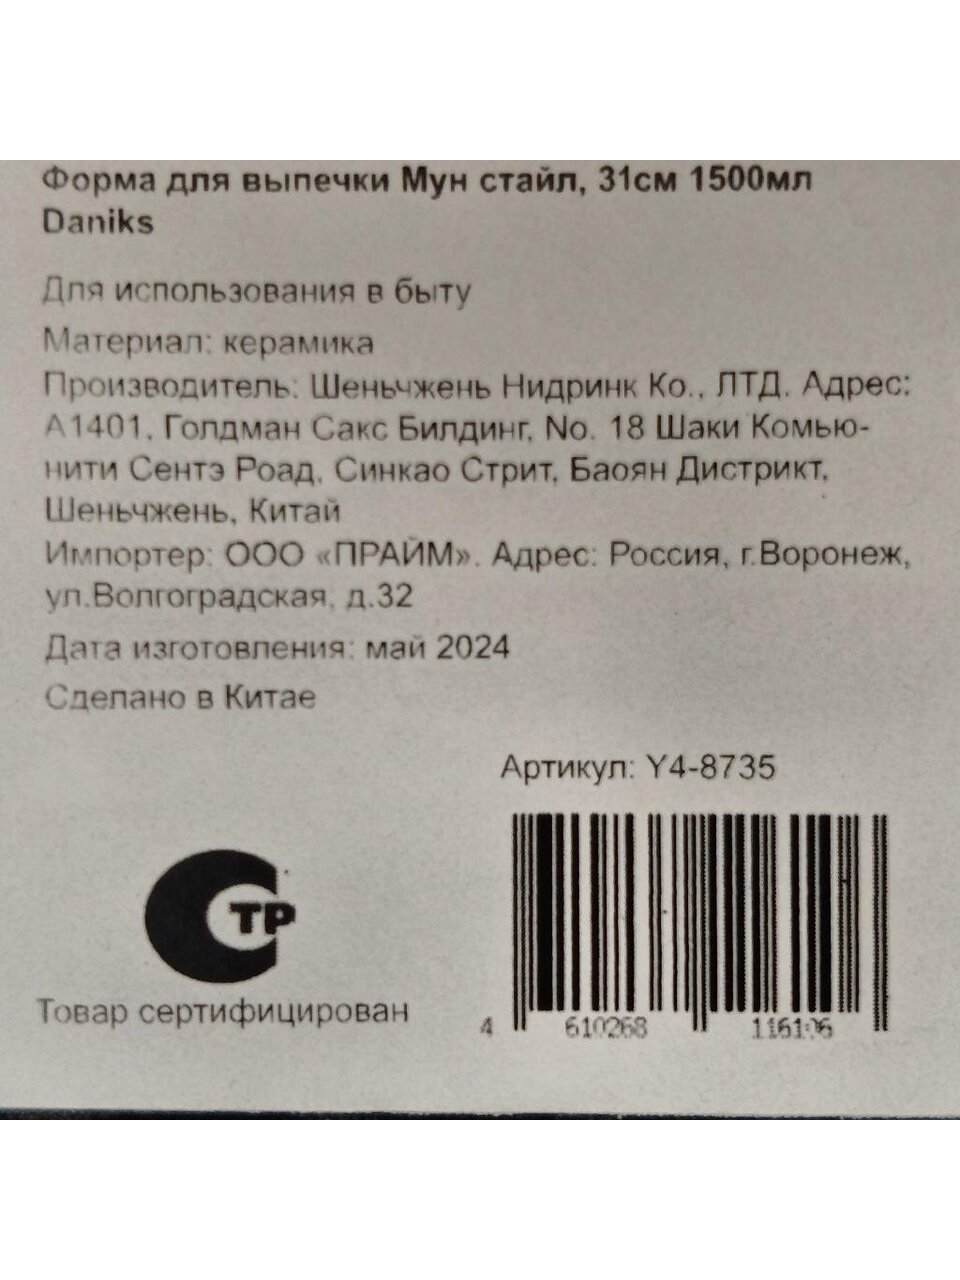 Форма для выпечки Мун стайл, 31см 1500мл
Daniks
Для использования в быту
Материал: керамика
Производитель: Шеньчжень Нидринк Ко., ЛТД. Адрес:
А1401, Голдман Сакс Билдинг, No. 18 Шаки Комью-
нити Сентэ Роад, Синкао Стрит, Баоян Дистрикт,
Шеньчжень, Китай
Импортер: ООО «ПРАЙМ». Адрес: Россия, г.Воронеж,
ул.Волгоградская, д.32
Дата изготовления: май 2024
Сделано в Китае
Артикул: Y4-8735
ТР
Товар сертифицирован
4 610268 116106